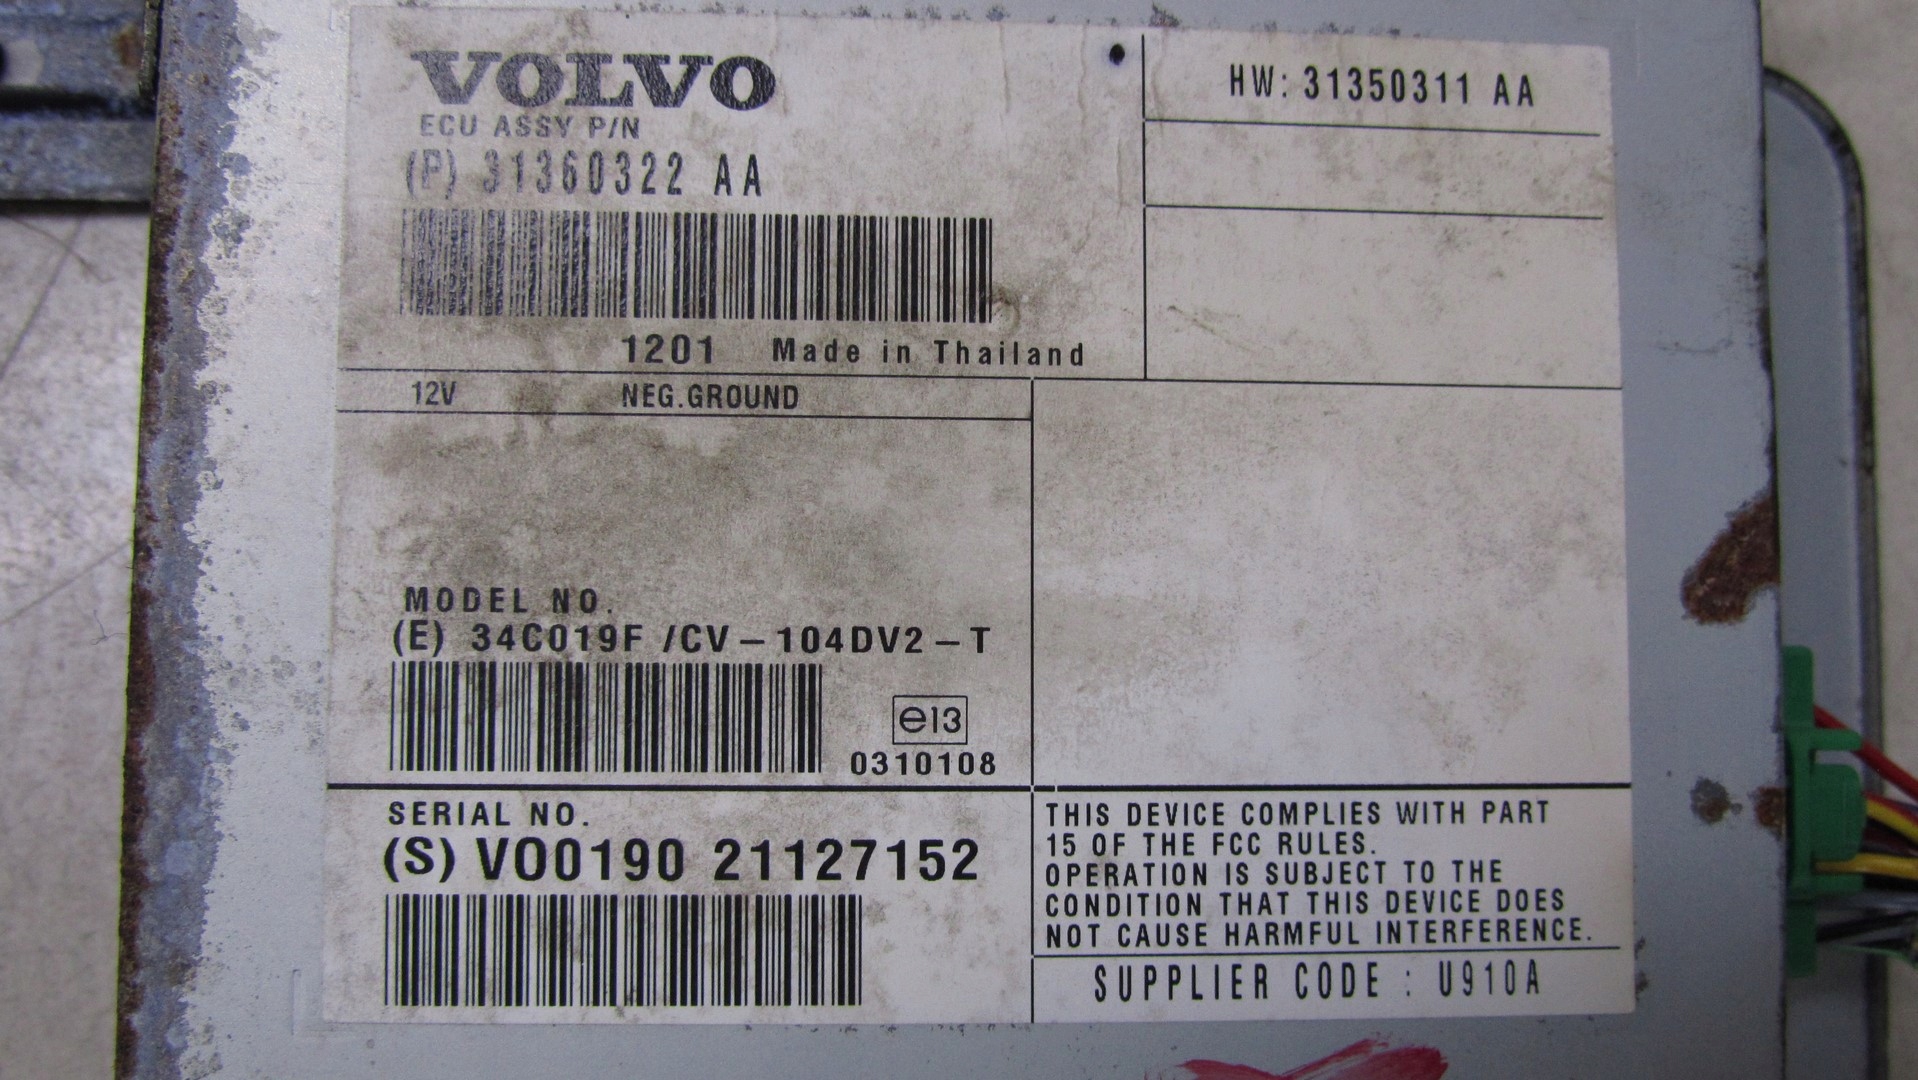 VOLVO
ECU ASSY P/N
(P) 31360322 AA
1201 Made in Thailand
HW: 31350311 AA
12V NEG.GROUND
MODEL NO.
(E) 34C019F /CV-104DV2-T
e13
0310108
SERIAL NO.
(S) VO0190 21127152
THIS DEVICE COMPLIES WITH PART
15 OF THE FCC RULES.
OPERATION IS SUBJECT TO THE
CONDITION THAT THIS DEVICE DOES
NOT CAUSE HARMFUL INTERFERENCE.
SUPPLIER CODE : U910A